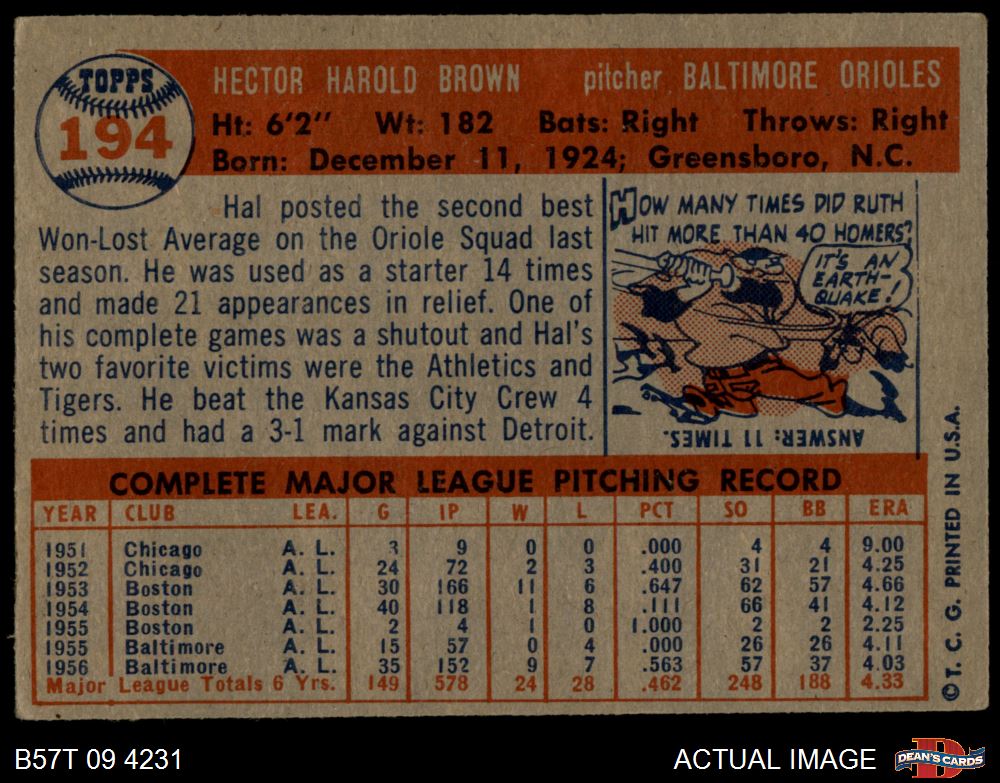 TOPPS
194
HECTOR HAROLD BROWN pitcher, BALTIMORE ORIOLES
Ht: 6'2" Wt: 182 Bats: Right Throws: Right
Born: December 11, 1924; Greensboro, N.C.
Hal posted the second best
Won-Lost Average on the Oriole Squad last
season. He was used as a starter 14 times
and made 21 appearances in relief. One of
his complete games was a shutout and Hal's
two favorite victims were the Athletics and
Tigers. He beat the Kansas City Crew 4
times and had a 3-1 mark against Detroit.
HOW MANY TIMES DID RUTH
HIT MORE THAN 40 HOMERS?
IT'S AN
EARTH-
QUAKE!
ANSWER: 11 TIMES.
COMPLETE MAJOR LEAGUE PITCHING RECORD
YEAR CLUB LEA. G IP W L PCT SO BB ERA
1951 Chicago A. L. 3 9 0 0 .000 4 4 9.00
1952 Chicago A. L. 24 72 2 3 .400 31 21 4.25
1953 Boston A. L. 30 166 11 6 .647 62 57 4.66
1954 Boston A. L. 40 118 1 8 .111 66 41 4.12
1955 Boston A. L. 2 4 1 0 1.000 2 2 2.25
1955 Baltimore A. L. 15 57 0 4 .000 26 26 4.11
1956 Baltimore A. L. 35 152 9 7 .563 57 37 4.03
Major League Totals 6 Yrs. 149 578 24 28 .462 248 188 4.33
© T. C. G. PRINTED IN U.S.A.
B57T 09 4231
ACTUAL IMAGE
D
DEAN'S CARDS